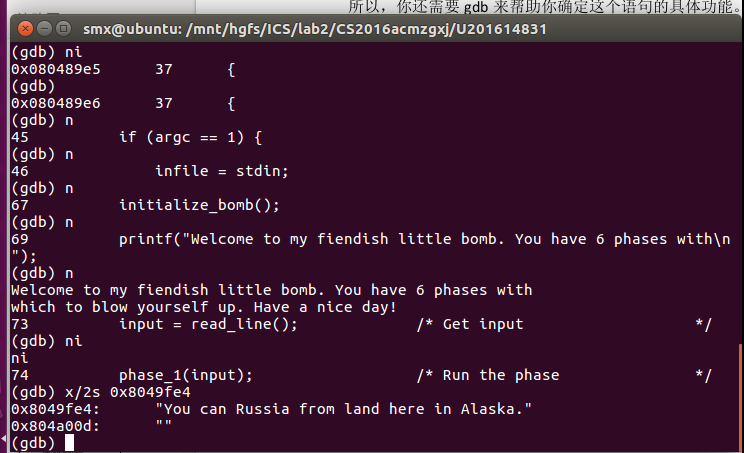 所以，你还需要 gdb 来帮助你确定这个语句的具体功能。
smx@ubuntu: /mnt/hgfs/ICS/lab2/CS2016acmzgxj/U201614831
(gdb) ni
0x080489e5      37      {
(gdb)
0x080489e6      37      {
(gdb) n
45          if (argc == 1) {
(gdb) n
46              infile = stdin;
(gdb) n
67          initialize_bomb();
(gdb) n
69          printf("Welcome to my fiendish little bomb. You have 6 phases with\n
");
(gdb) n
Welcome to my fiendish little bomb. You have 6 phases with
which to blow yourself up. Have a nice day!
73          input = read_line();             /* Get input                   */
(gdb) ni
ni
74          phase_1(input);                  /* Run the phase               */
(gdb) x/2s 0x8049fe4
0x8049fe4:      "You can Russia from land here in Alaska."
0x804a00d:      ""
(gdb)